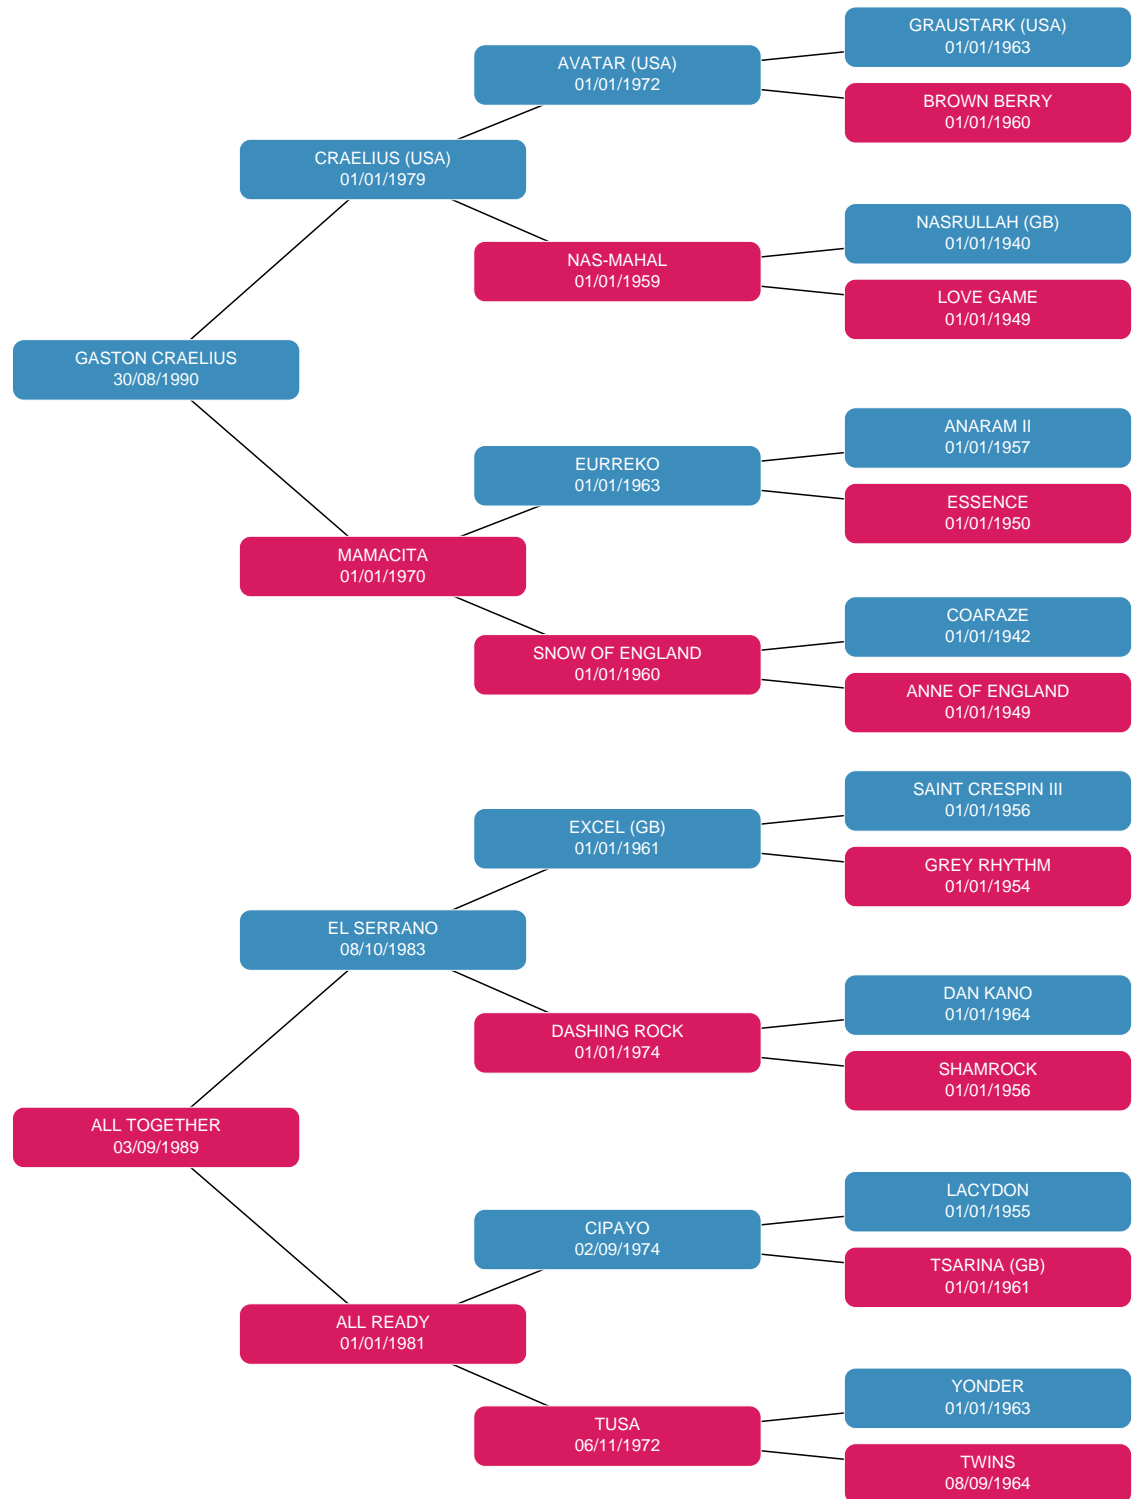 GRAUSTARK (USA)
01/01/1963
AVATAR (USA)
01/01/1972
BROWN BERRY
01/01/1960
CRAELIUS (USA)
01/01/1979
NASRULLAH (GB)
01/01/1940
NAS-MAHAL
01/01/1959
LOVE GAME
01/01/1949
GASTON CRAELIUS
30/08/1990
ANARAM II
01/01/1957
EURREKO
01/01/1963
ESSENCE
01/01/1950
MAMACITA
01/01/1970
COARAZE
01/01/1942
SNOW OF ENGLAND
01/01/1960
ANNE OF ENGLAND
01/01/1949
SAINT CRESPIN III
01/01/1956
EXCEL (GB)
01/01/1961
GREY RHYTHM
01/01/1954
EL SERRANO
08/10/1983
DAN KANO
01/01/1964
DASHING ROCK
01/01/1974
SHAMROCK
01/01/1956
ALL TOGETHER
03/09/1989
LACYDON
01/01/1955
CIPAYO
02/09/1974
TSARINA (GB)
01/01/1961
ALL READY
01/01/1981
YONDER
01/01/1963
TUSA
06/11/1972
TWINS
08/09/1964